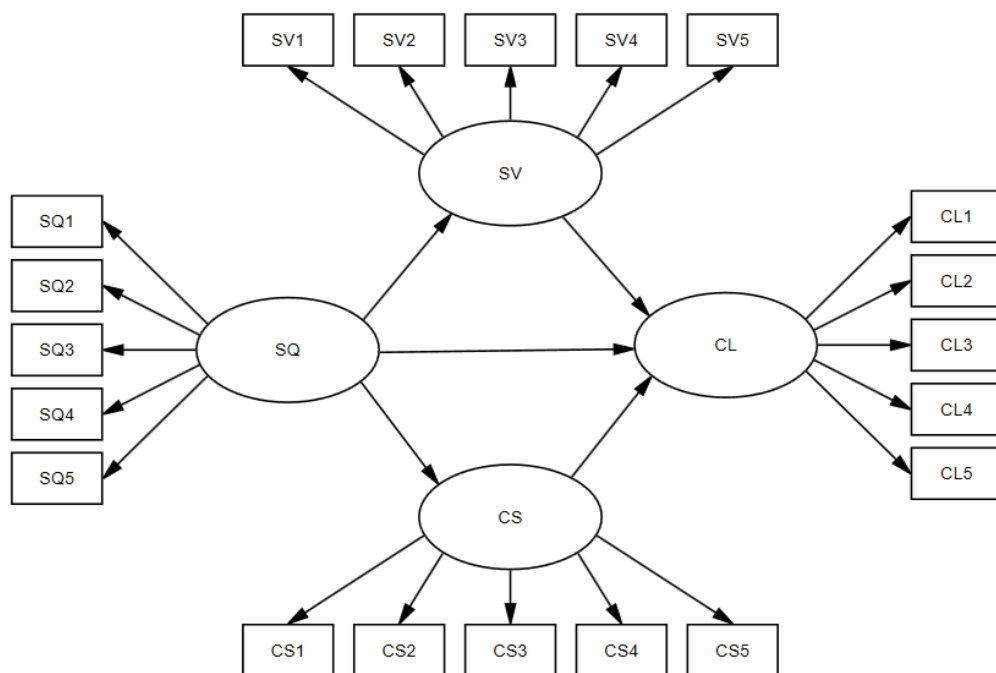 SV1 SV2 SV3 SV4 SV5
SV
SQ1
SQ2
SQ3
SQ4
SQ5
SQ
CL
CL1
CL2
CL3
CL4
CL5
CS
CS1 CS2 CS3 CS4 CS5